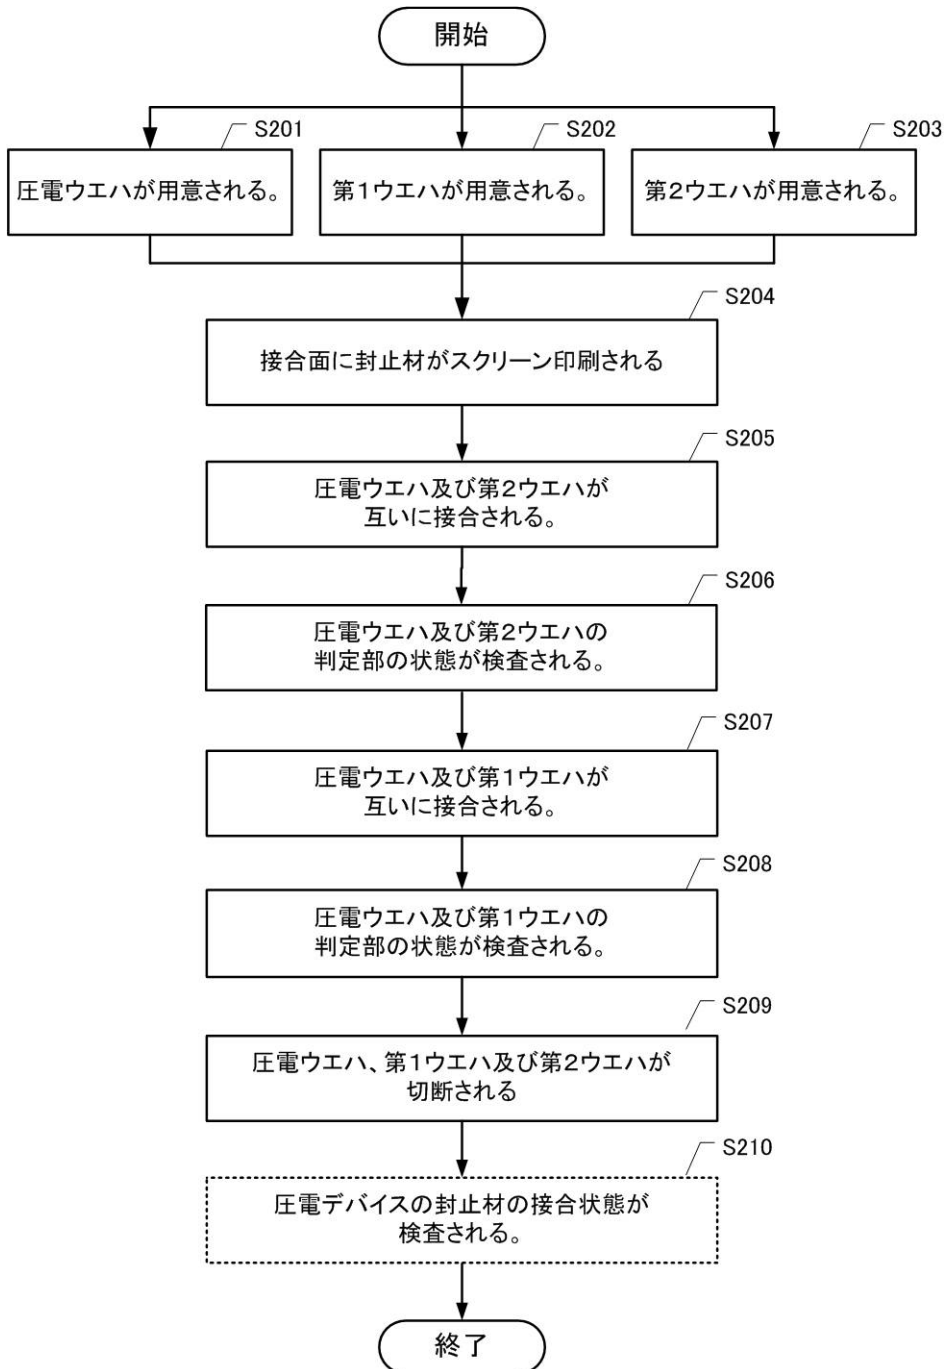 開始
S201
圧電ウエハが用意される。
S202
第1ウエハが用意される。
S203
第2ウエハが用意される。
S204
接合面に封止材がスクリーン印刷される
S205
圧電ウエハ及び第2ウエハが
互いに接合される。
S206
圧電ウエハ及び第2ウエハの
判定部の状態が検査される。
S207
圧電ウエハ及び第1ウエハが
互いに接合される。
S208
圧電ウエハ及び第1ウエハの
判定部の状態が検査される。
S209
圧電ウエハ、第1ウエハ及び第2ウエハが
切断される
S210
圧電デバイスの封止材の接合状態が
検査される。
終了